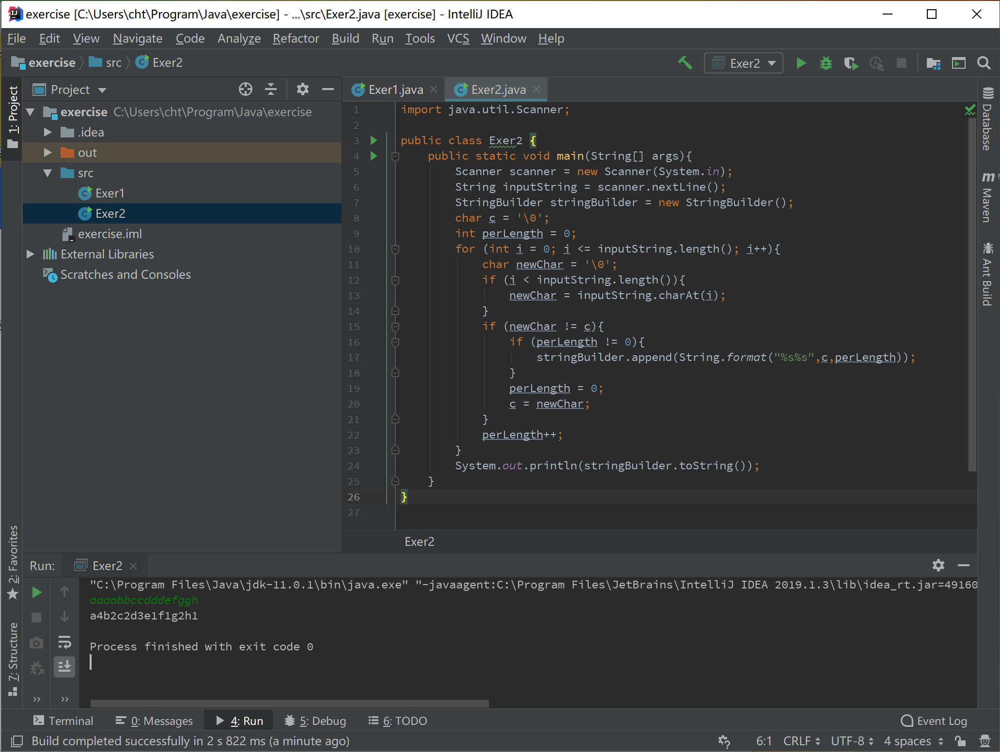 exercise [C:\Users\cht\Program\Java\exercise] - ...\src\Exer2.java [exercise] - IntelliJ IDEA
File Edit View Navigate Code Analyze Refactor Build Run Tools VCS Window Help
exercise src Exer2
Exer2
Project
Exer1.java Exer2.java
1: Project
exercise C:\Users\cht\Program\Java\exercise
.idea
out
src
Exer1
Exer2
exercise.iml
External Libraries
Scratches and Consoles
1 import java.util.Scanner;
2
3 public class Exer2 {
4 public static void main(String[] args){
5 Scanner scanner = new Scanner(System.in);
6 String inputString = scanner.nextLine();
7 StringBuilder stringBuilder = new StringBuilder();
8 char c = '\0';
9 int perLength = 0;
10 for (int i = 0; i <= inputString.length(); i++){
11 char newChar = '\0';
12 if (i < inputString.length()){
13 newChar = inputString.charAt(i);
14 }
15 if (newChar != c){
16 if (perLength != 0){
17 stringBuilder.append(String.format("%s%s",c,perLength));
18 }
19 perLength = 0;
20 c = newChar;
21 }
22 perLength++;
23 }
24 System.out.println(stringBuilder.toString());
25 }
26 }
27
Exer2
Database
Maven
Ant Build
2: Favorites
7: Structure
Run: Exer2
"C:\Program Files\Java\jdk-11.0.1\bin\java.exe" "-javaagent:C:\Program Files\JetBrains\IntelliJ IDEA 2019.1.3\lib\idea_rt.jar=49160
aaaabbccdddefggh
a4b2c2d3e1f1g2h1
Process finished with exit code 0
Terminal 0: Messages 4: Run 5: Debug 6: TODO Event Log
Build completed successfully in 2 s 822 ms (a minute ago) 6:1 CRLF UTF-8 4 spaces